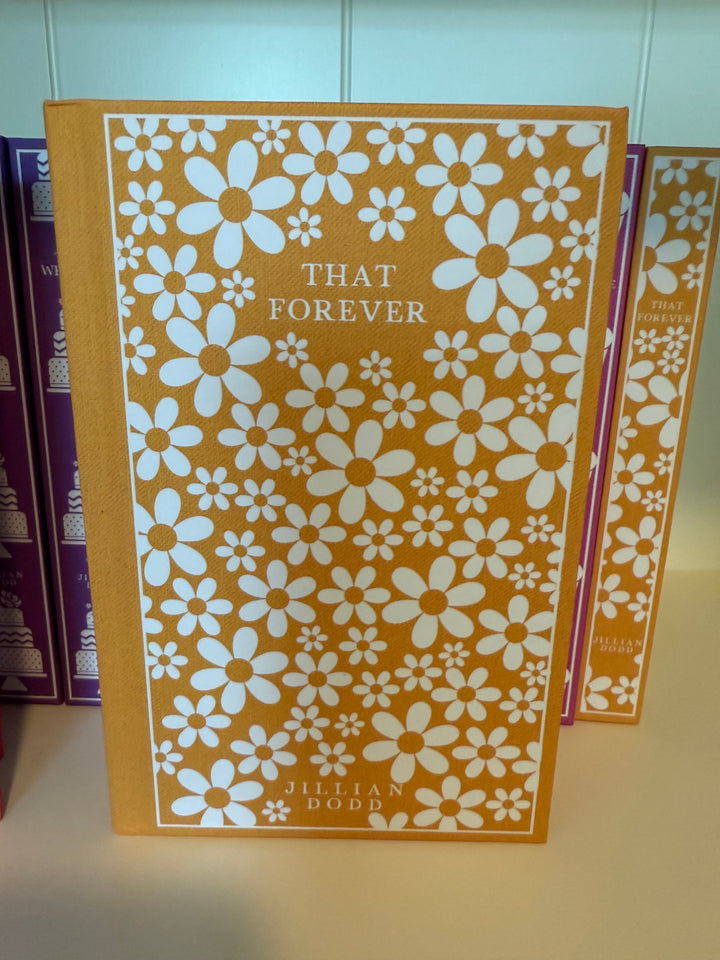 THAT
FOREVER
JILLIAN
DODD
THAT
FOREVER
JILLIAN
DODD